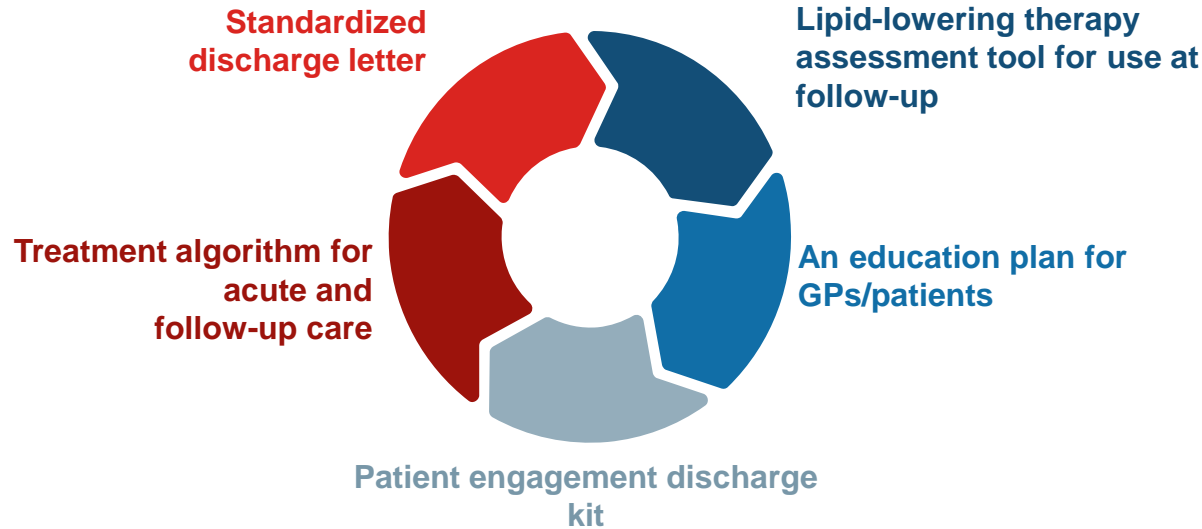 Standardized
discharge letter
Lipid-lowering therapy
assessment tool for use at
follow-up
An education plan for
GPs/patients
Patient engagement discharge
kit
Treatment algorithm for
acute and
follow-up care